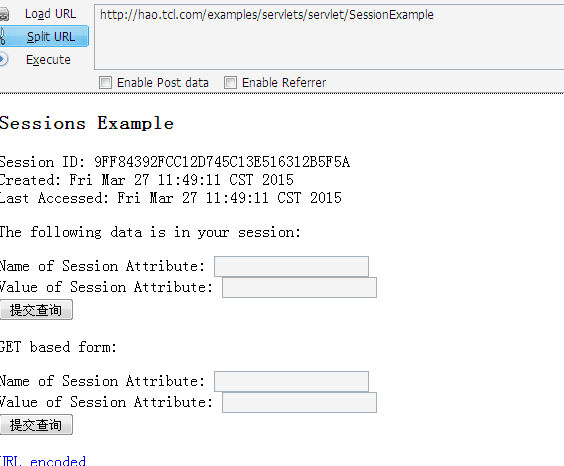 Load URL
http://hao.tcl.com/examples/servlets/servlet/SessionExample
Split URL
Execute
Enable Post data
Enable Referrer
Sessions Example
Session ID: 9FF84392FCC12D745C13E516312B5F5A
Created: Fri Mar 27 11:49:11 CST 2015
Last Accessed: Fri Mar 27 11:49:11 CST 2015
The following data is in your session:
Name of Session Attribute:
Value of Session Attribute:
提交查询
GET based form:
Name of Session Attribute:
Value of Session Attribute:
提交查询
URL encoded